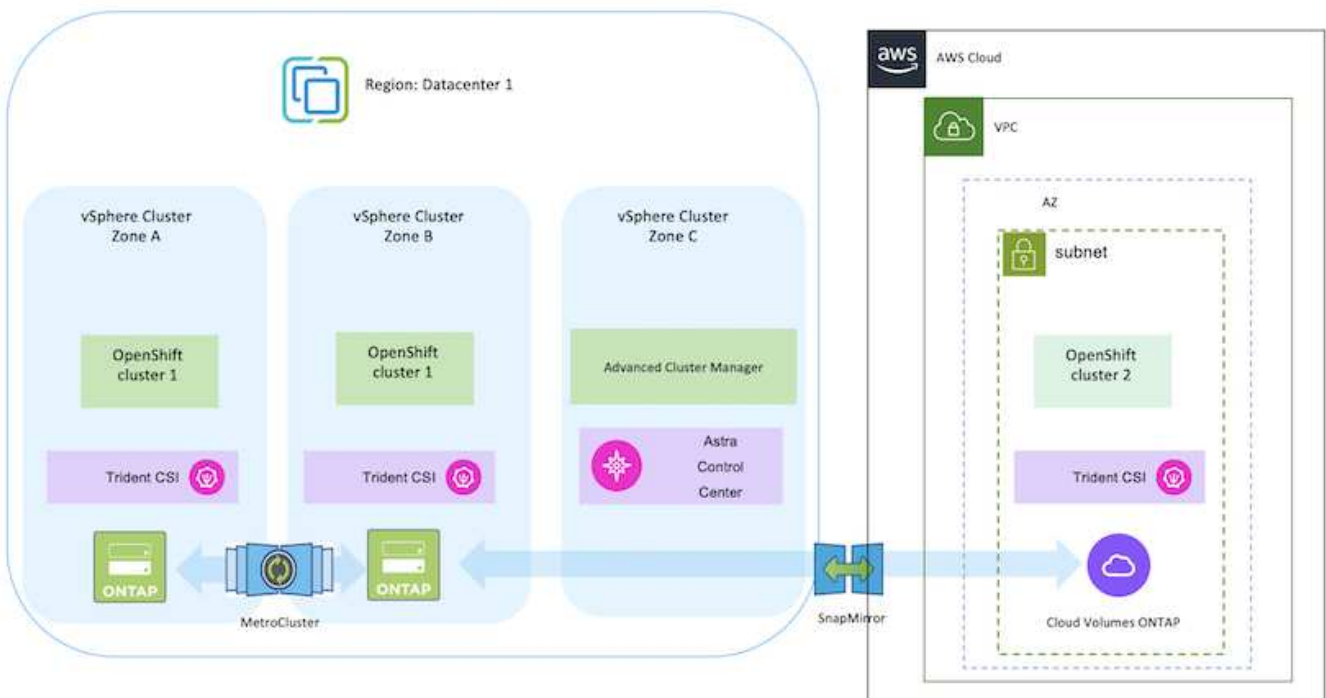 Region: Datacenter 1
aws
AWS Cloud
VPC
AZ
subnet
vSphere Cluster
Zone A
vSphere Cluster
Zone B
vSphere Cluster
Zone C
OpenShift
cluster 1
OpenShift
cluster 1
Advanced Cluster Manager
OpenShift
cluster 2
Trident CSI
Trident CSI
Astra
Control
Center
Trident CSI
ONTAP
ONTAP
MetroCluster
SnapMirror
Cloud Volumes ONTAP